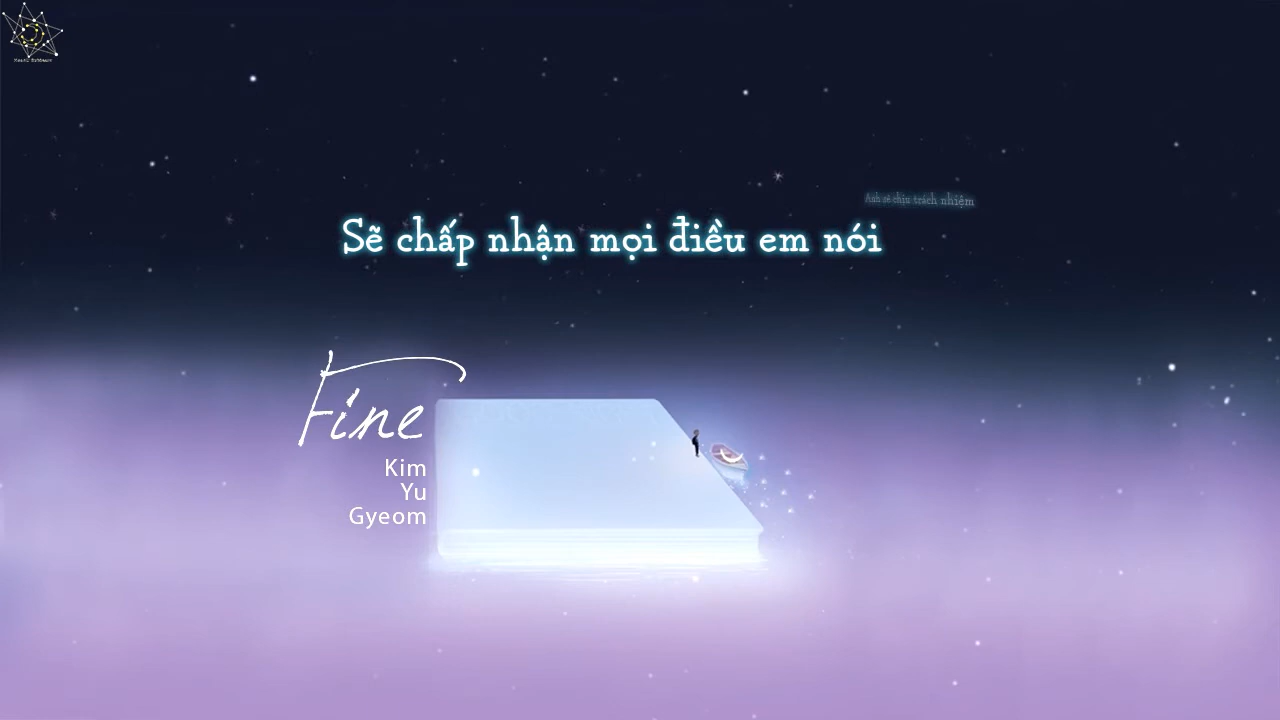 Anh sẽ chịu trách nhiệm
Sẽ chấp nhận mọi điều em nói
Fine
Kim
Yu
Gyeom